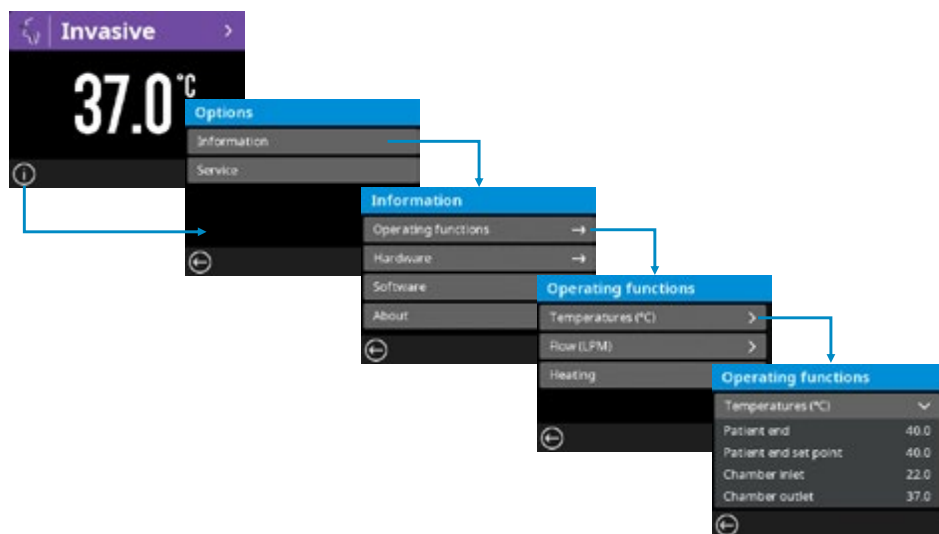 Invasive
37.0°C
Options
Information
Service
Information
Operating functions
Hardware
Software
About
Operating functions
Temperatures (°C)
Flow (LPM)
Heating
Operating functions
Temperatures (°C)
Patient end 40.0
Patient end set point 40.0
Chamber inlet 22.0
Chamber outlet 37.0